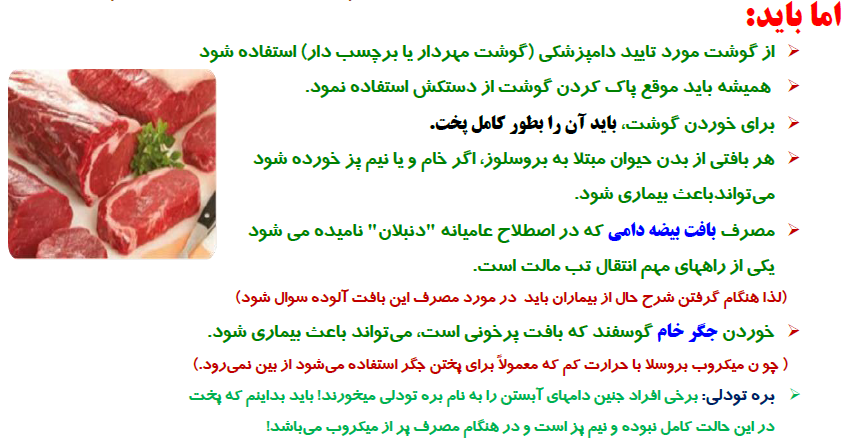 اما باید:
از گوشت مورد تایید دامپزشکی (گوشت مهردار یا برچسب دار) استفاده شود
همیشه باید موقع پاک کردن گوشت از دستکش استفاده نمود.
برای خوردن گوشت، باید آن را بطور کامل پخت.
هر بافتی از بدن حیوان مبتلا به بروسلوز، اگر خام و یا نیم پز خورده شود
می‌تواندباعث بیماری شود.
مصرف بافت بیضه دامی که در اصطلاح عامیانه "دنبلان" نامیده می شود
یکی از راههای مهم انتقال تب مالت است.
(لذا هنگام گرفتن شرح حال از بیماران باید در مورد مصرف این بافت آلوده سوال شود)
خوردن جگر خام گوسفند که بافت پرخونی است، می‌تواند باعث بیماری شود.
( چو ن میکروب بروسلا با حرارت کم که معمولاً برای پختن جگر استفاده می‌شود از بین نمی‌رود.)
بره تودلی: برخی افراد جنین دامهای آبستن را به نام بره تودلی میخورند! باید بدانیم که پخت
در این حالت کامل نبوده و نیم پز است و در هنگام مصرف پر از میکروب می‌باشد!